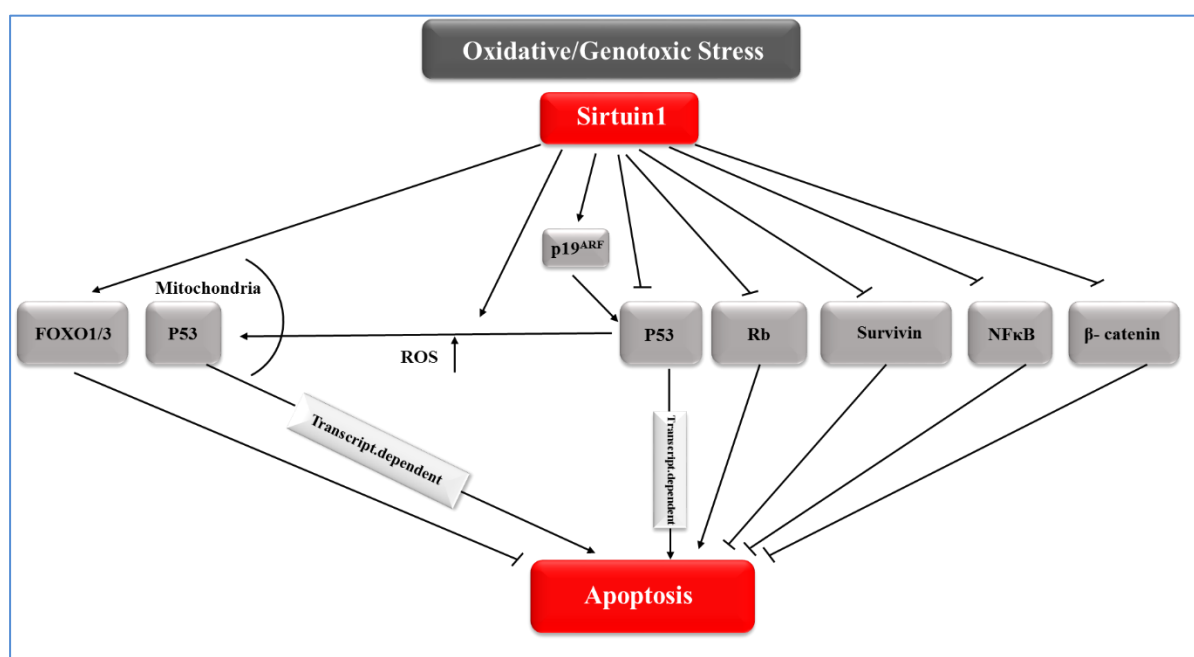 Oxidative/Genotoxic Stress
Sirtuin1
p19ARF
Mitochondria
FOXO1/3
P53
P53
Rb
Survivin
NFκB
β- catenin
ROS
Transcript.dependent
Transcript.dependent
Apoptosis